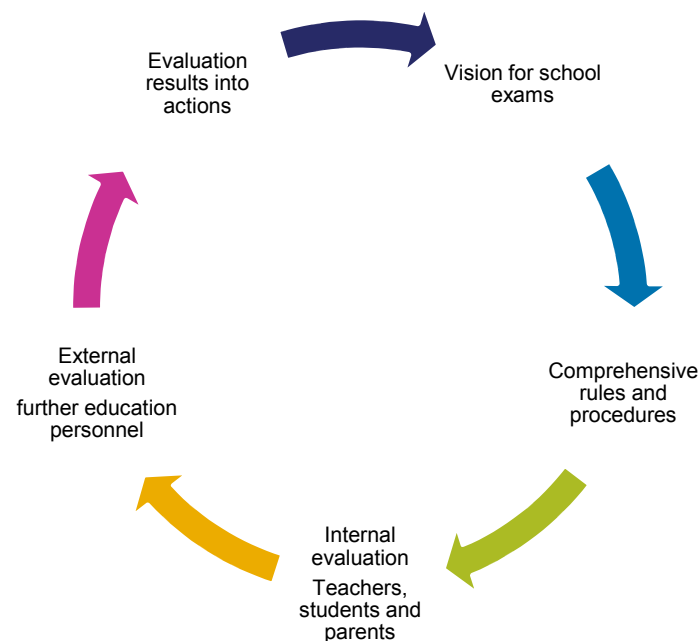 Evaluation
results into
actions
Vision for school
exams
Comprehensive
rules and
procedures
Internal
evaluation
Teachers,
students and
parents
External
evaluation
further education
personnel